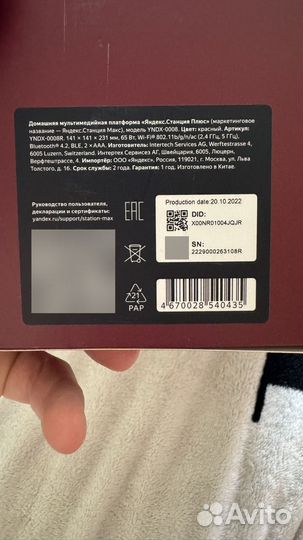 Домашняя мультимедийная платформа «Яндекс.Станция Плюс» (маркетинговое
название — Яндекс.Станция Макс), модель YNDX-0008. Цвет: красный. Артикул:
YNDX-0008R, 141 × 141 × 231 мм, 65 Вт, Wi-Fi® 802.11b/g/n/ac (2,4 ГГц, 5 ГГц),
Bluetooth® 4.2, BLE, 2 × AAA. Изготовлено: Intertech Services AG, Werftestrasse 4,
6005 Luzern, Switzerland. Интертех Сервисез АГ, Швейцария, 6005, Люцерн,
Верфтештрассе, 4. Импортёр: ООО «Яндекс», Россия, 119021, г. Москва, ул. Льва
Толстого, д. 16. Срок службы: 2 года. Гарантия: 1 год. Изготовлено в Китае.
Руководство пользователя,
декларации и сертификаты:
yandex.ru/support/station-max
EAC
21
PAP
Production date:20.10.2022
DID:
X00NR01004JQJR
SN:
2229000263108R
4 670028 540435
Avito